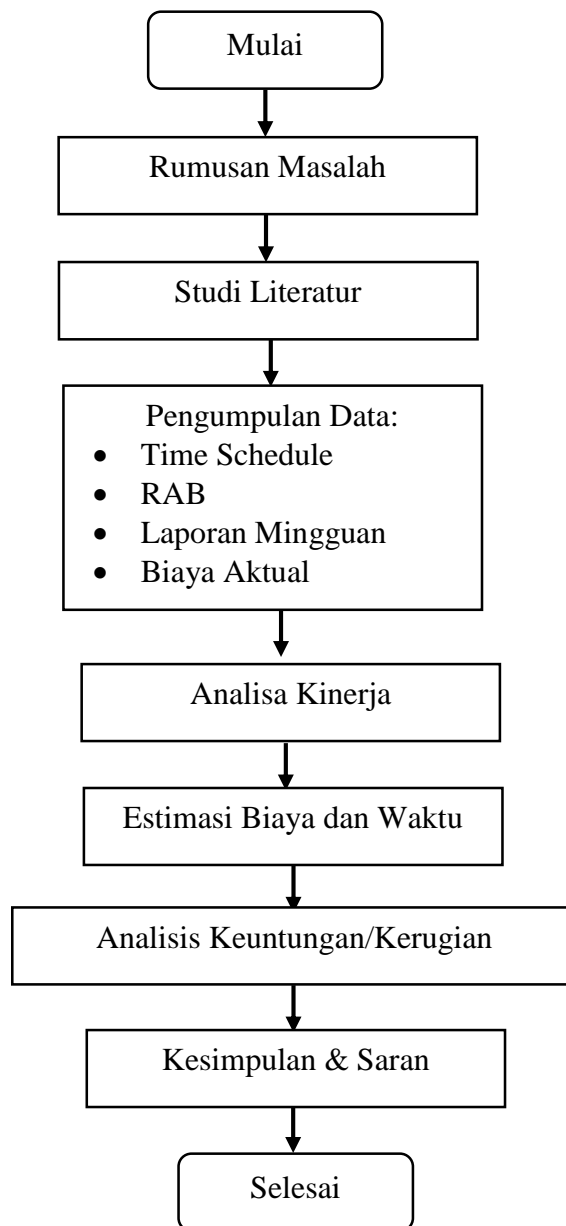 Mulai
Rumusan Masalah
Studi Literatur
Pengumpulan Data:
• Time Schedule
• RAB
• Laporan Mingguan
• Biaya Aktual
Analisa Kinerja
Estimasi Biaya dan Waktu
Analisis Keuntungan/Kerugian
Kesimpulan & Saran
Selesai